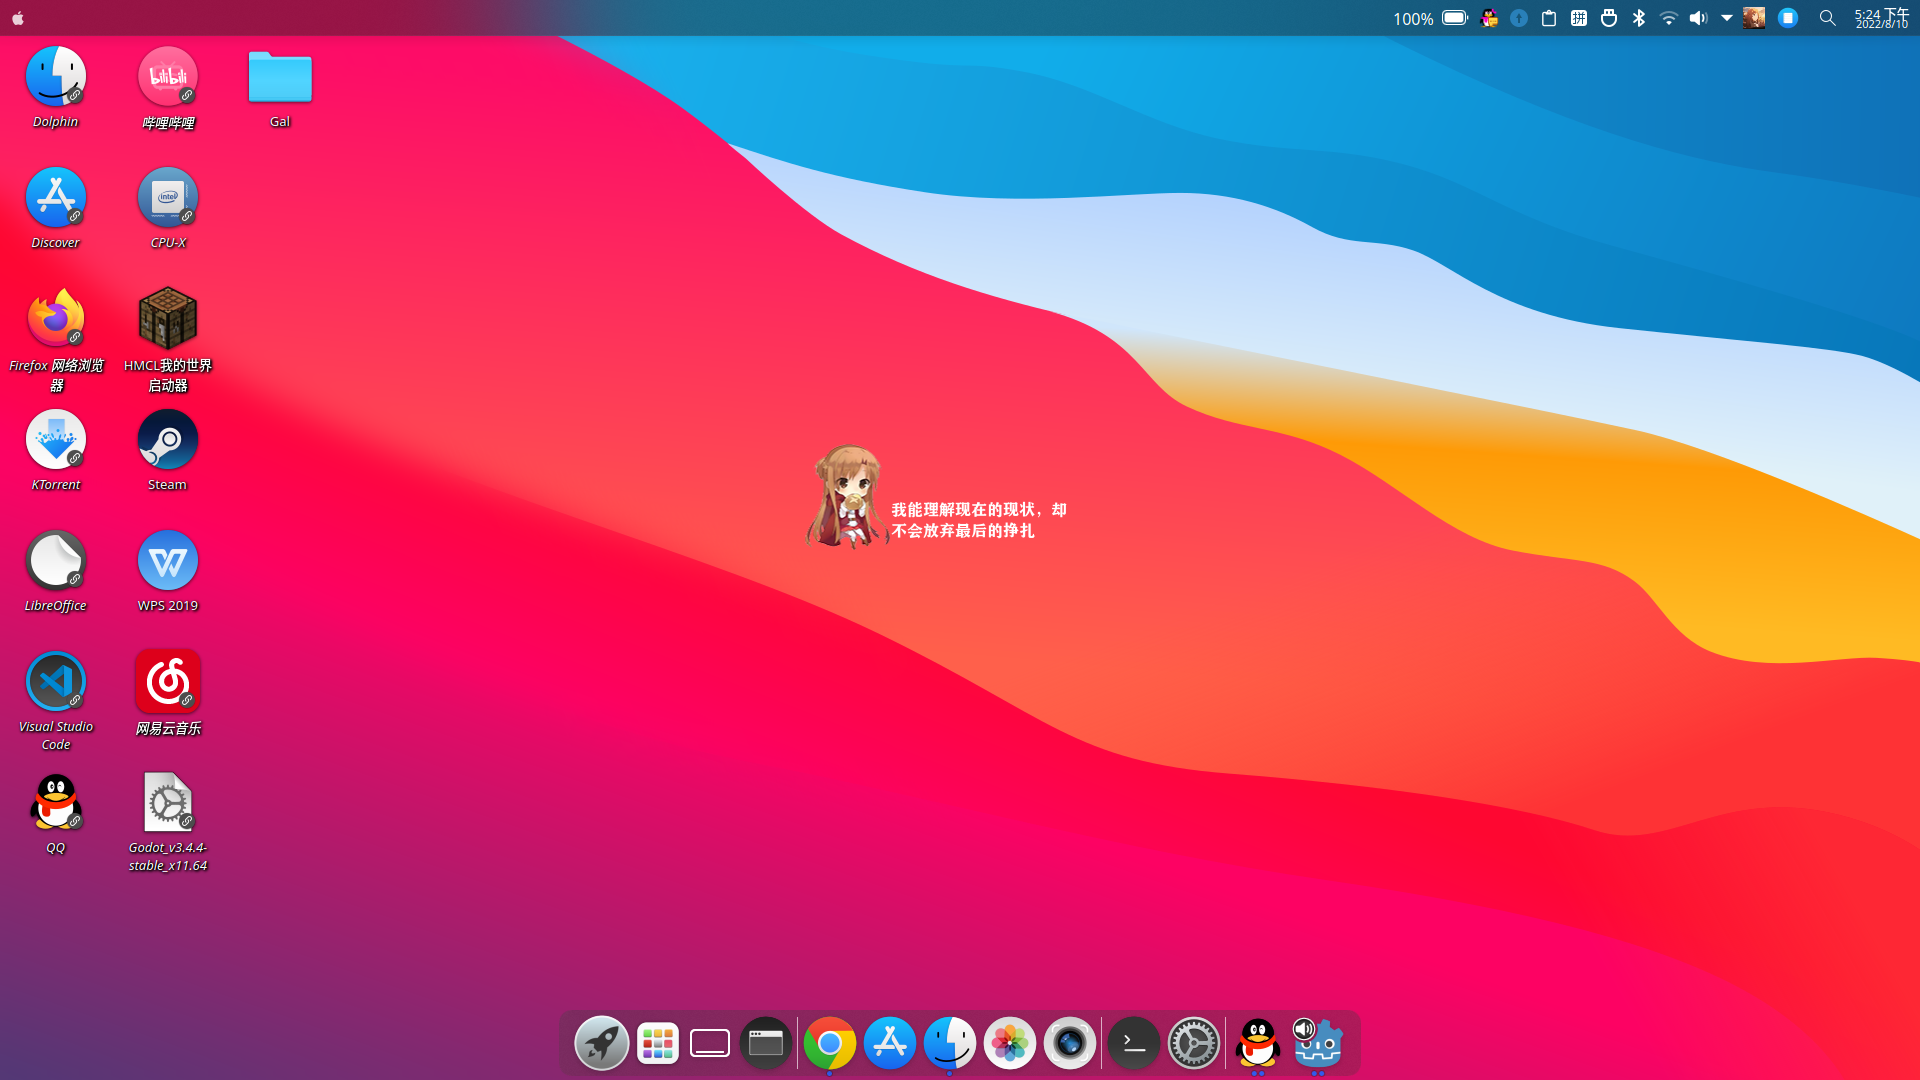 100%
拼
5:24 下午
2022/8/10
Dolphin
bilibili
哔哩哔哩
Gal
Discover
intel
CPU-X
Firefox 网络浏览
器
HMCL我的世界
启动器
KTorrent
Steam
我能理解现在的现状，却
不会放弃最后的挣扎
LibreOffice
WPS 2019
Visual Studio
Code
网易云音乐
QQ
Godot_v3.4.4-
stable_x11.64